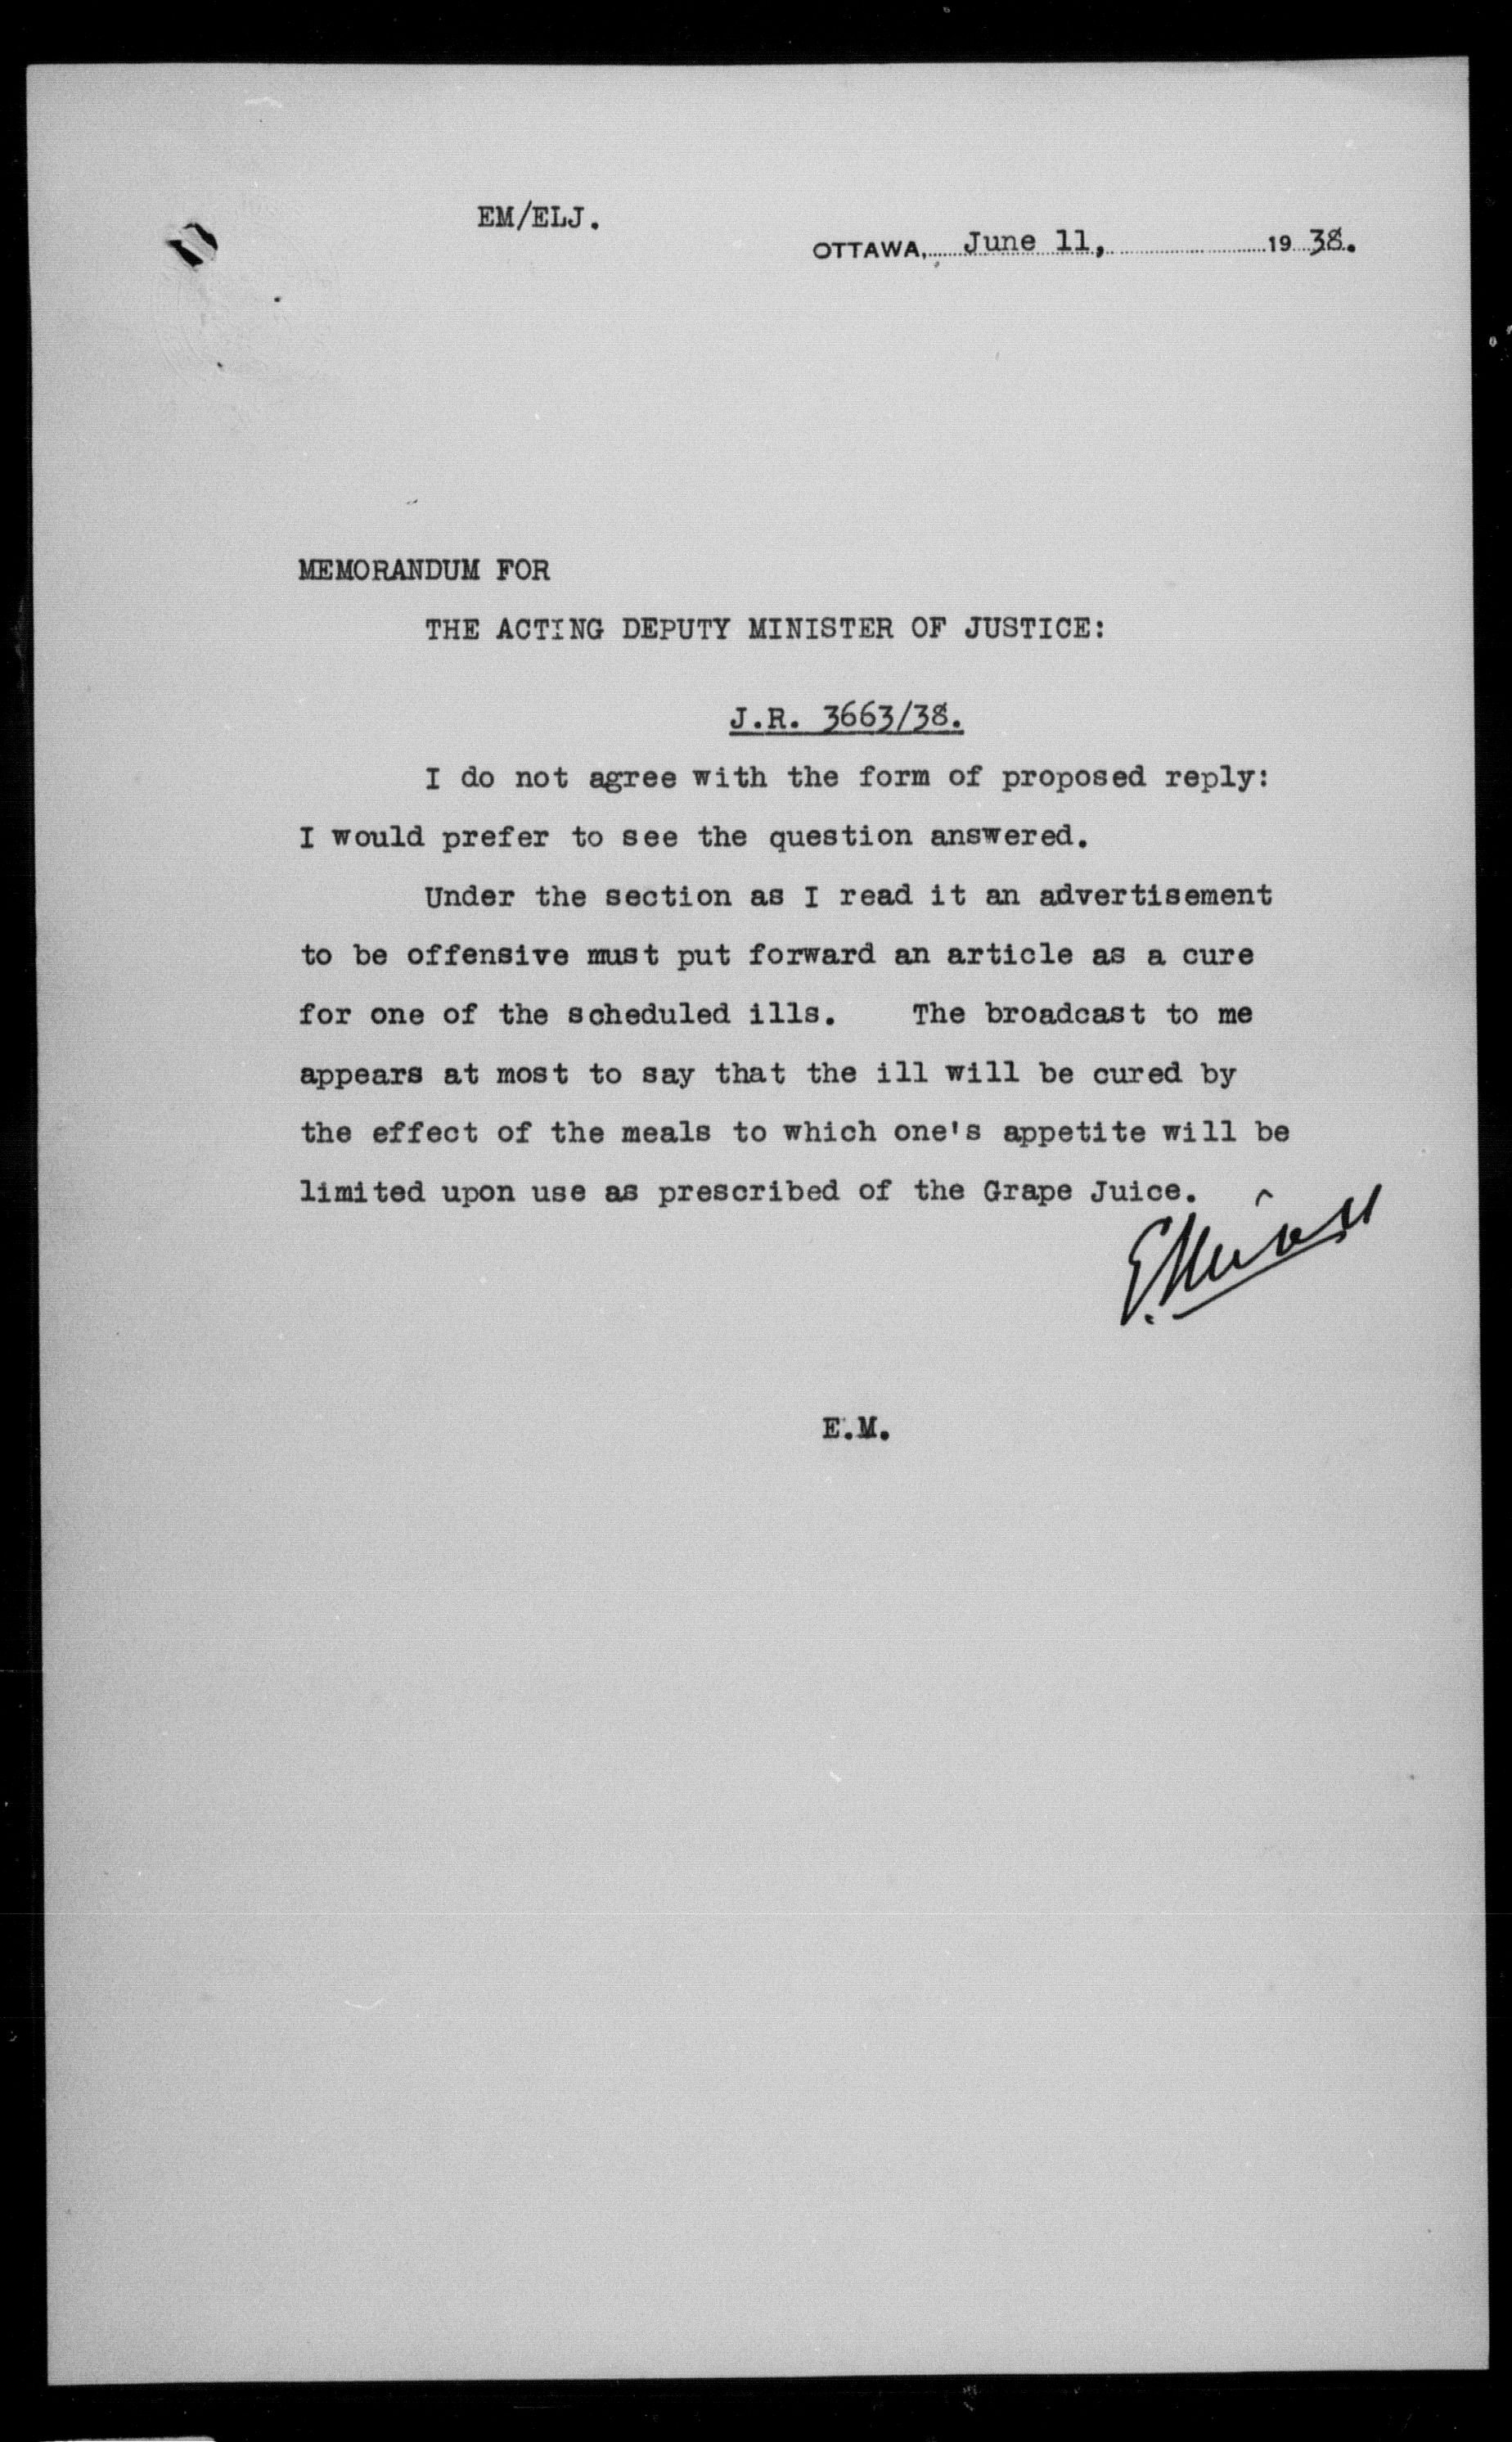 EM/ELJ.
OTTAWA, June 11, 1938.
MEMORANDUM FOR
THE ACTING DEPUTY MINISTER OF JUSTICE:
J.R. 3663/38.
I do not agree with the form of proposed reply:
I would prefer to see the question answered.
Under the section as I read it an advertisement
to be offensive must put forward an article as a cure
for one of the scheduled ills. The broadcast to me
appears at most to say that the ill will be cured by
the effect of the meals to which one's appetite will be
limited upon use as prescribed of the Grape Juice.
E.M.